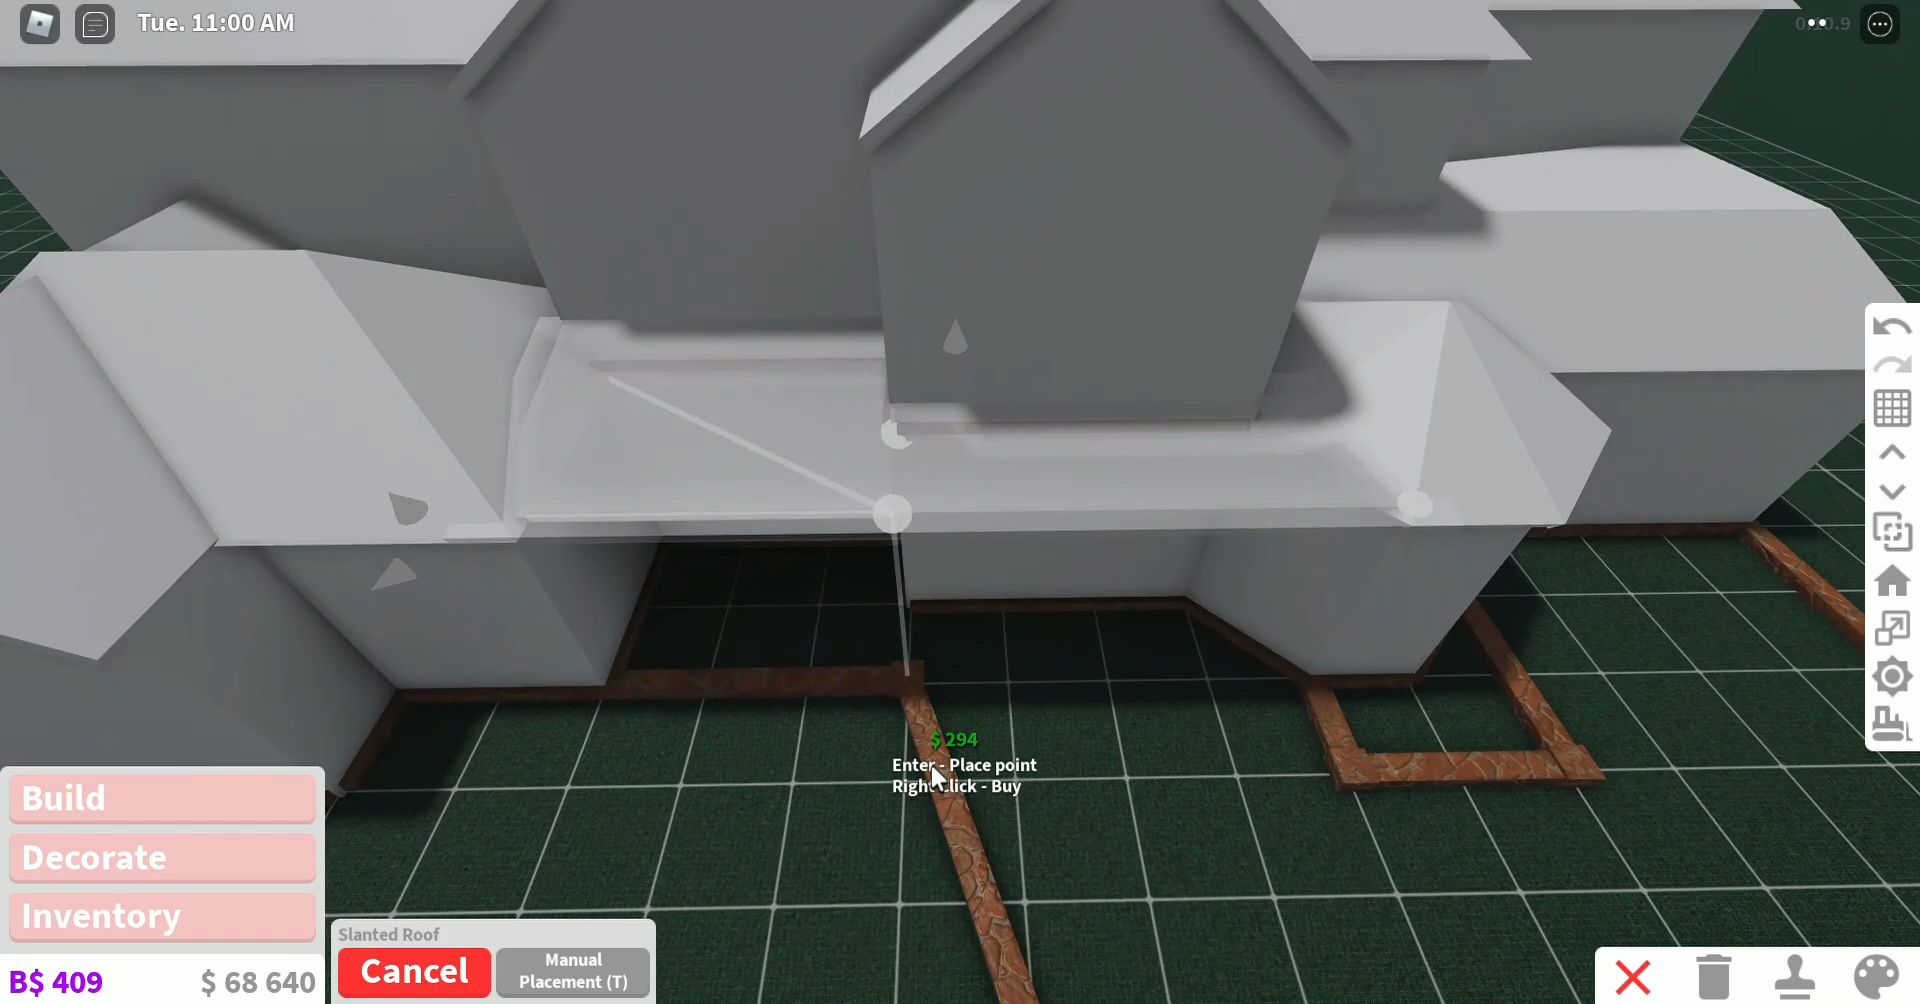 Tue. 11:00 AM
$ 294
Enter - Place point
Build
Decorate
Inventory
B$ 409
$ 68 640
Slanted Roof
Cancel
Manual
Placement (T)
- Buy